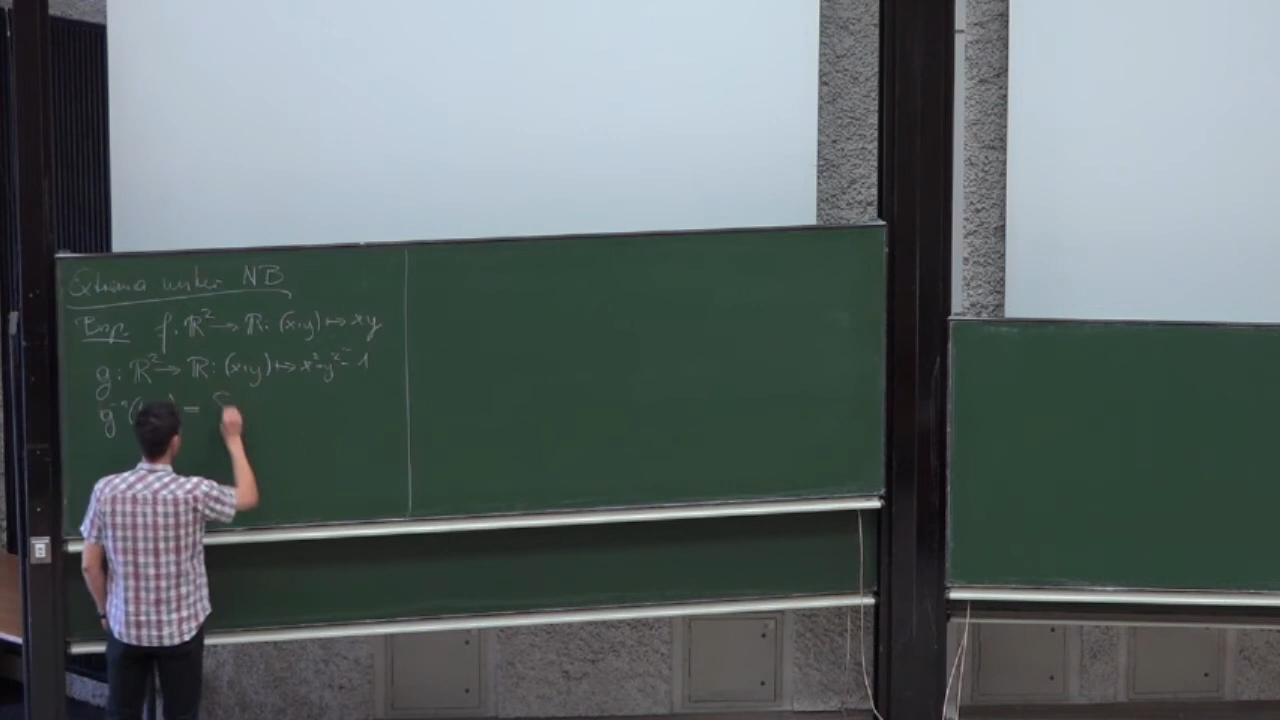 Extrema unter NB
Bsp. f: ℝ² → ℝ: (x,y) ↦ xy
g: ℝ² → ℝ: (x,y) ↦ x²+y²-1
g⁻¹( ) =